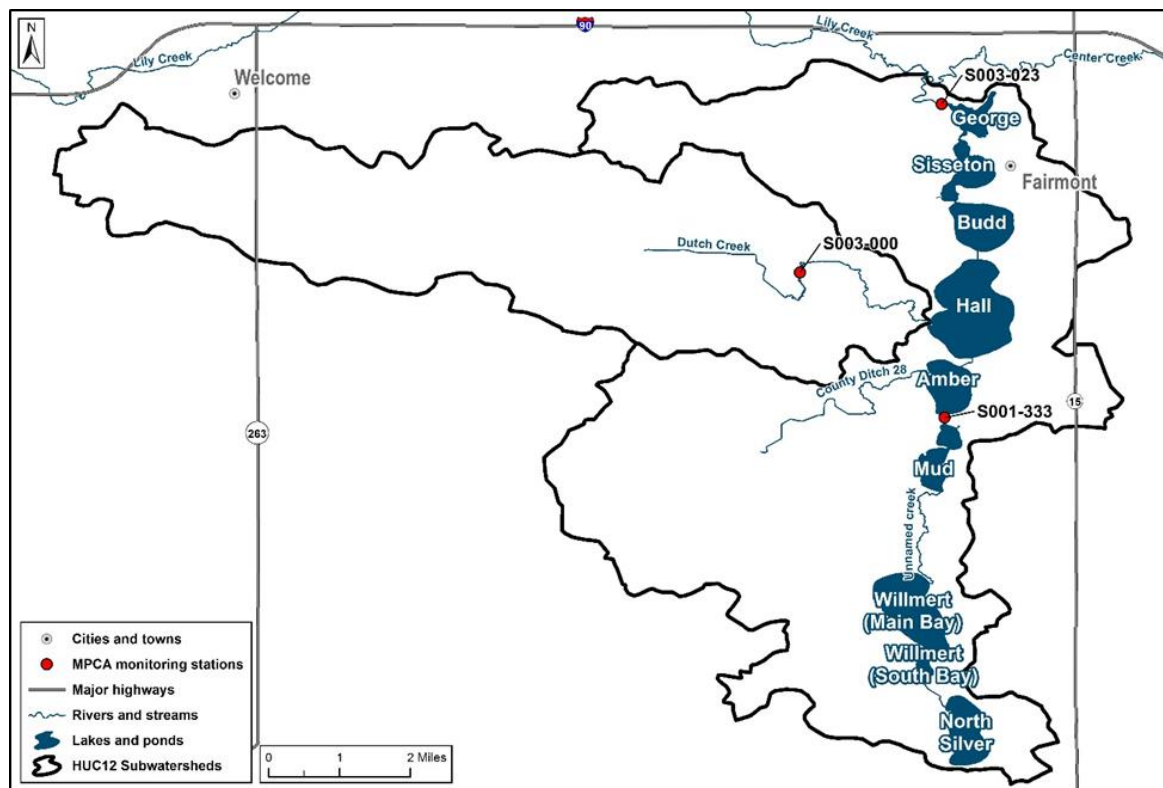 N
90
Lily Creek
Lily Creek
Center Creek
Welcome
S003-023
George
Sisseton
Fairmont
Budd
S003-000
Dutch Creek
Hall
County Ditch 28
Amber
15
S001-333
263
Mud
Unnamed creek
Willmert
(Main Bay)
Willmert
(South Bay)
North
Silver
Cities and towns
MPCA monitoring stations
Major highways
Rivers and streams
Lakes and ponds
HUC12 Subwatersheds
0 1 2 Miles